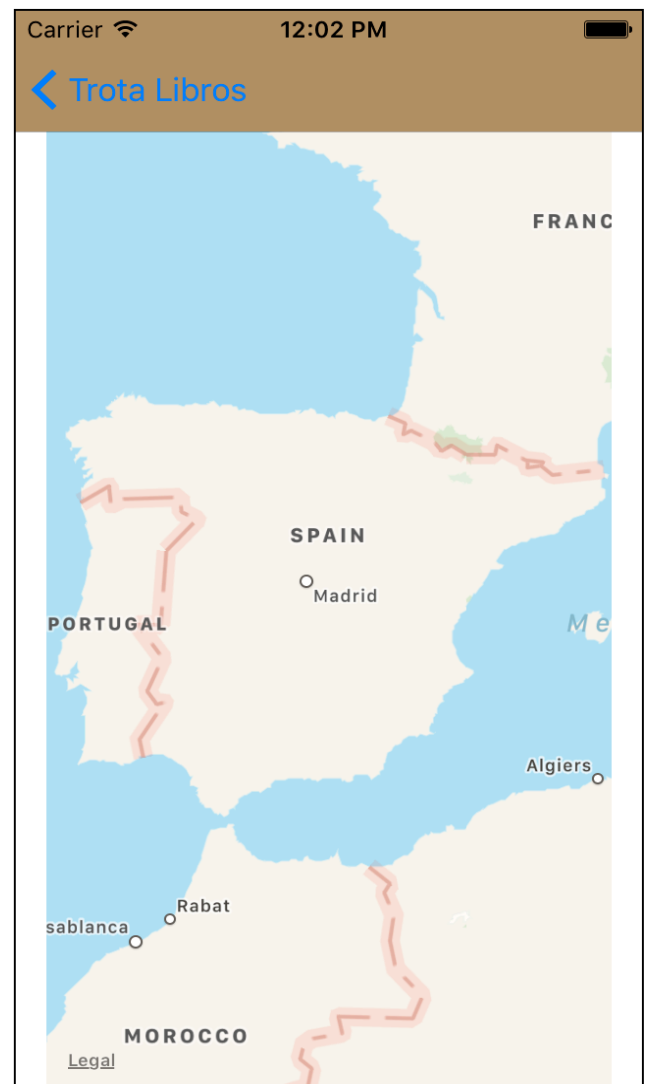 Carrier 12:02 PM
Trota Libros
FRANC
SPAIN
Madrid
PORTUGAL
Me
Algiers
Rabat
sablanca
MOROCCO
Legal